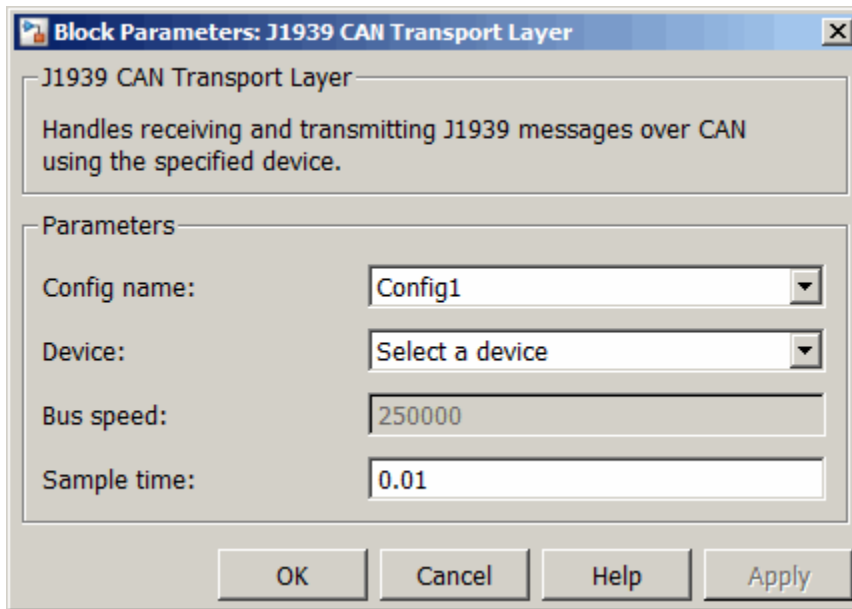 Block Parameters: J1939 CAN Transport Layer
J1939 CAN Transport Layer
Handles receiving and transmitting J1939 messages over CAN
using the specified device.
Parameters
Config name: Config1
Device: Select a device
Bus speed: 250000
Sample time: 0.01
OK Cancel Help Apply